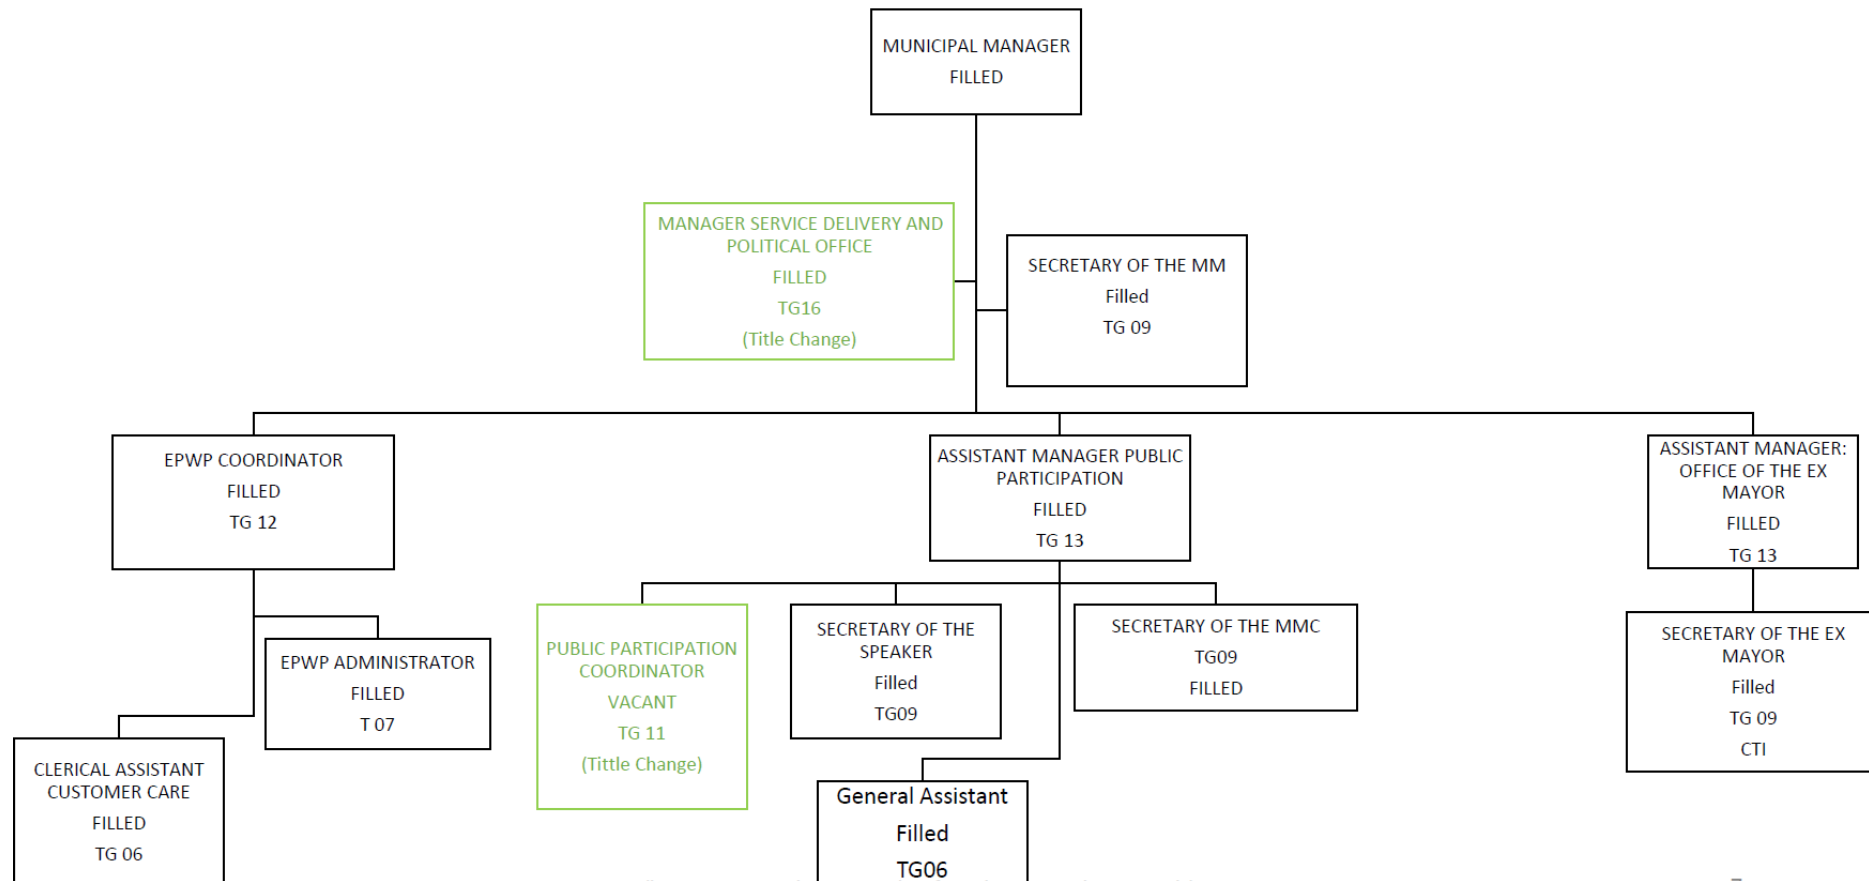 MUNICIPAL MANAGER
FILLED
MANAGER SERVICE DELIVERY AND
POLITICAL OFFICE
FILLED
TG16
(Title Change)
SECRETARY OF THE MM
Filled
TG 09
EPWP COORDINATOR
FILLED
TG 12
ASSISTANT MANAGER PUBLIC
PARTICIPATION
FILLED
TG 13
ASSISTANT MANAGER:
OFFICE OF THE EX
MAYOR
FILLED
TG 13
EPWP ADMINISTRATOR
FILLED
T 07
CLERICAL ASSISTANT
CUSTOMER CARE
FILLED
TG 06
PUBLIC PARTICIPATION
COORDINATOR
VACANT
TG 11
(Tittle Change)
SECRETARY OF THE
SPEAKER
Filled
TG09
SECRETARY OF THE MMC
TG09
FILLED
General Assistant
Filled
TG06
SECRETARY OF THE EX
MAYOR
Filled
TG 09
CTI